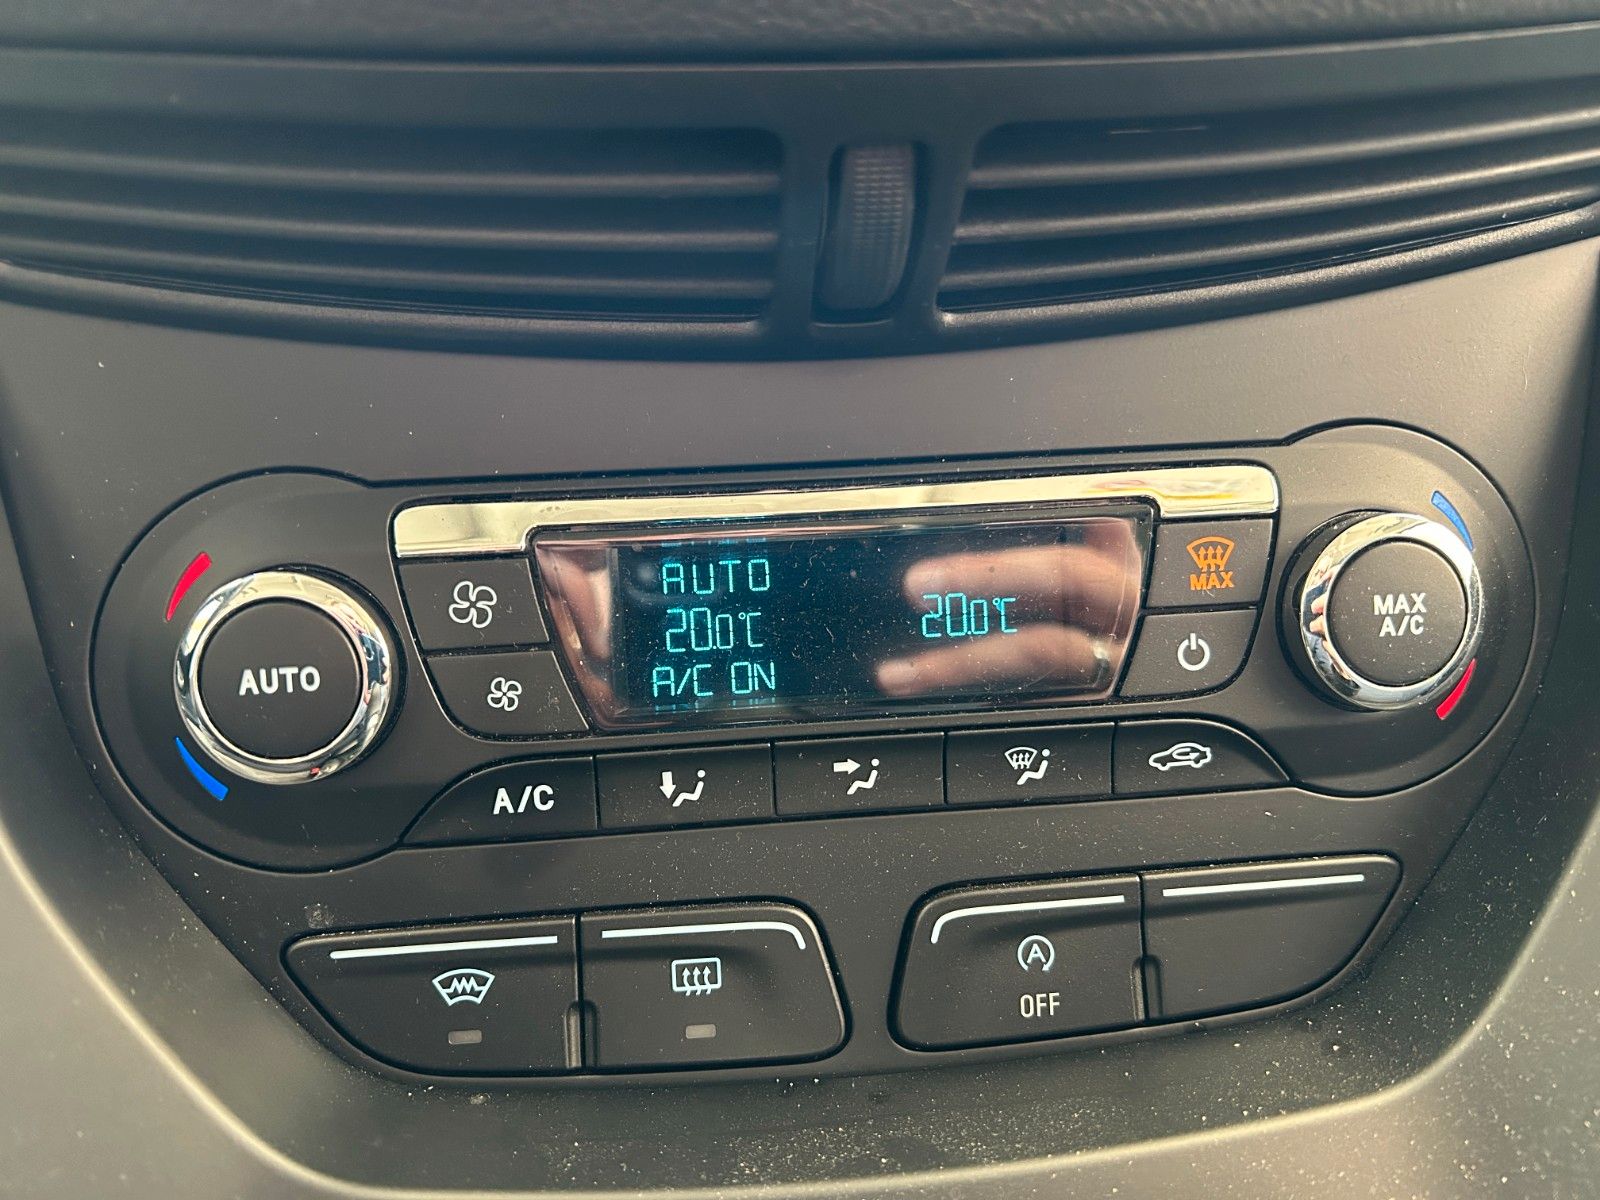 AUTO
20.0°C
A/C ON
20.0°C
MAX
AUTO
MAX
A/C
A/C
A
OFF